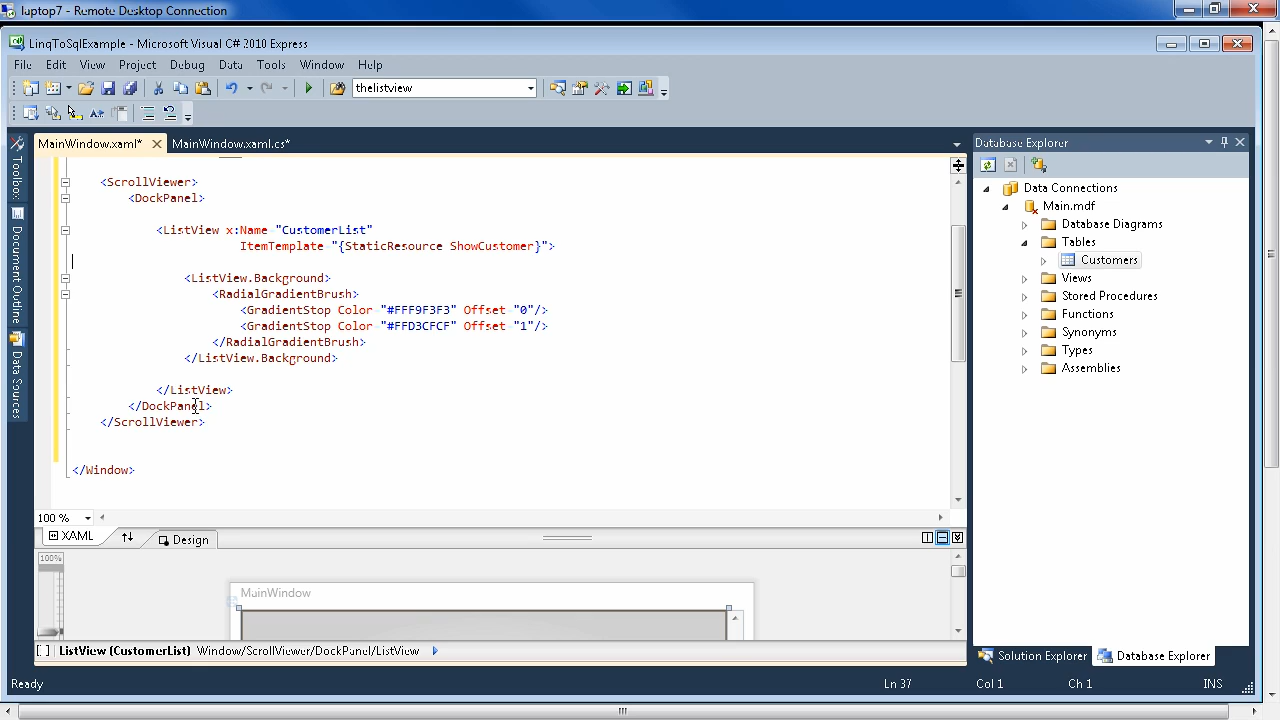 laptop7 - Remote Desktop Connection
LinqToSqlExample - Microsoft Visual C# 2010 Express
File Edit View Project Debug Data Tools Window Help
thelistview
MainWindow.xaml* MainWindow.xaml.cs*
Database Explorer
Toolbox
Document Outline
Data Sources
<ScrollViewer>
<DockPanel>
<ListView x:Name "CustomerList"
ItemTemplate "{StaticResource ShowCustomer}">
<ListView.Background>
<RadialGradientBrush>
<GradientStop Color "#FFF9F3F3" Offset "0"/>
<GradientStop Color "#FFD3CFCF" Offset "1"/>
</RadialGradientBrush>
</ListView.Background>
</ListView>
</DockPanel>
</ScrollViewer>
</Window>
Data Connections
Main.mdf
Database Diagrams
Tables
Customers
Views
Stored Procedures
Functions
Synonyms
Types
Assemblies
100 %
XAML Design
100%
MainWindow
ListView (CustomerList) Window/ScrollViewer/DockPanel/ListView
Solution Explorer Database Explorer
Ready Ln 37 Col 1 Ch 1 INS